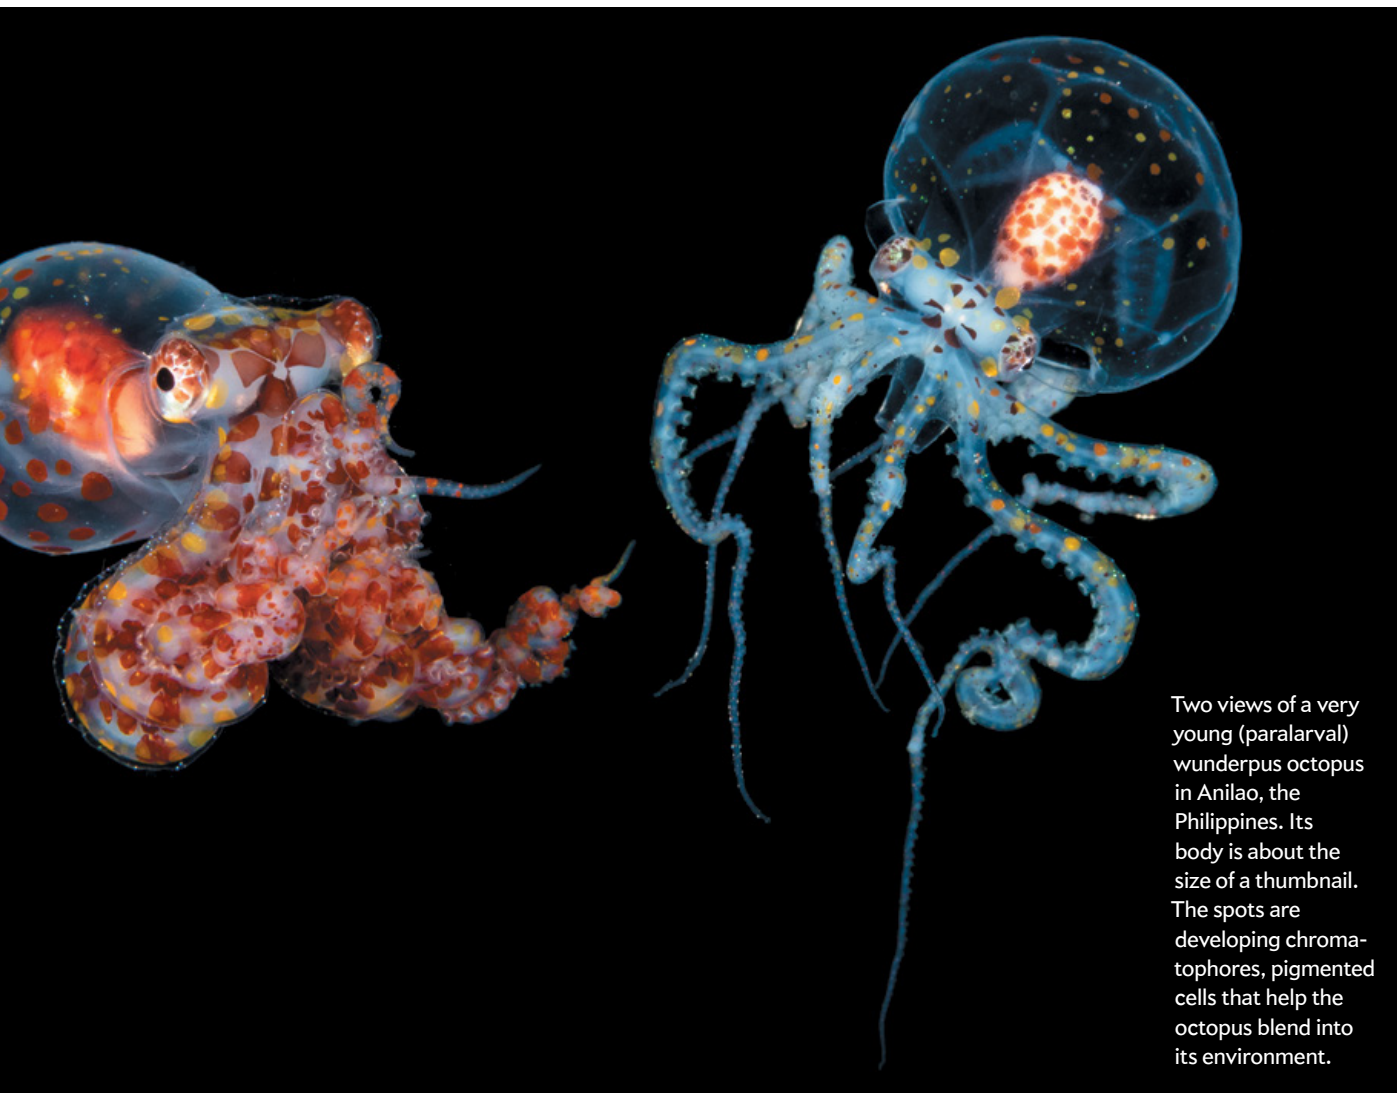 Two views of a very
young (paralarval)
wunderpus octopus
in Anilao, the
Philippines. Its
body is about the
size of a thumbnail.
The spots are
developing chroma-
tophores, pigmented
cells that help the
octopus blend into
its environment.